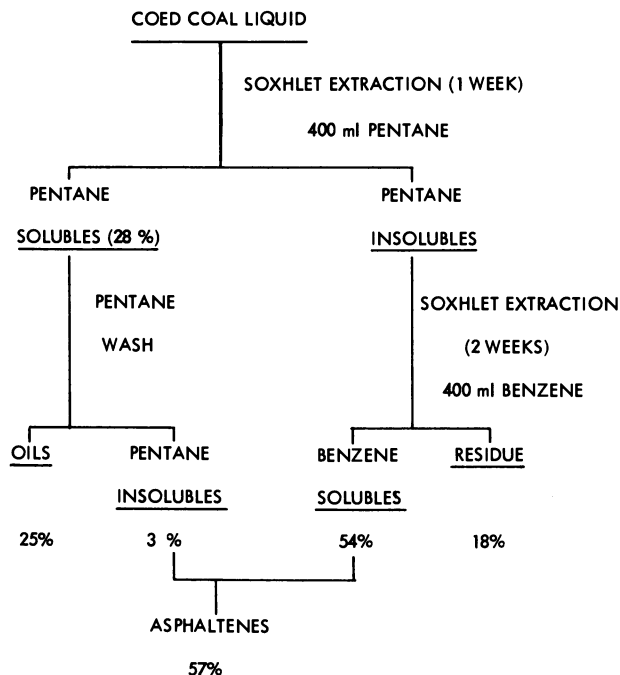 COED COAL LIQUID
SOXHLET EXTRACTION (1 WEEK)
400 ml PENTANE
PENTANE
SOLUBLES (28 %)
PENTANE
INSOLUBLES
PENTANE
WASH
SOXHLET EXTRACTION
(2 WEEKS)
400 ml BENZENE
OILS
PENTANE
INSOLUBLES
BENZENE
SOLUBLES
RESIDUE
25%
3 %
54%
18%
ASPHALTENES
57%